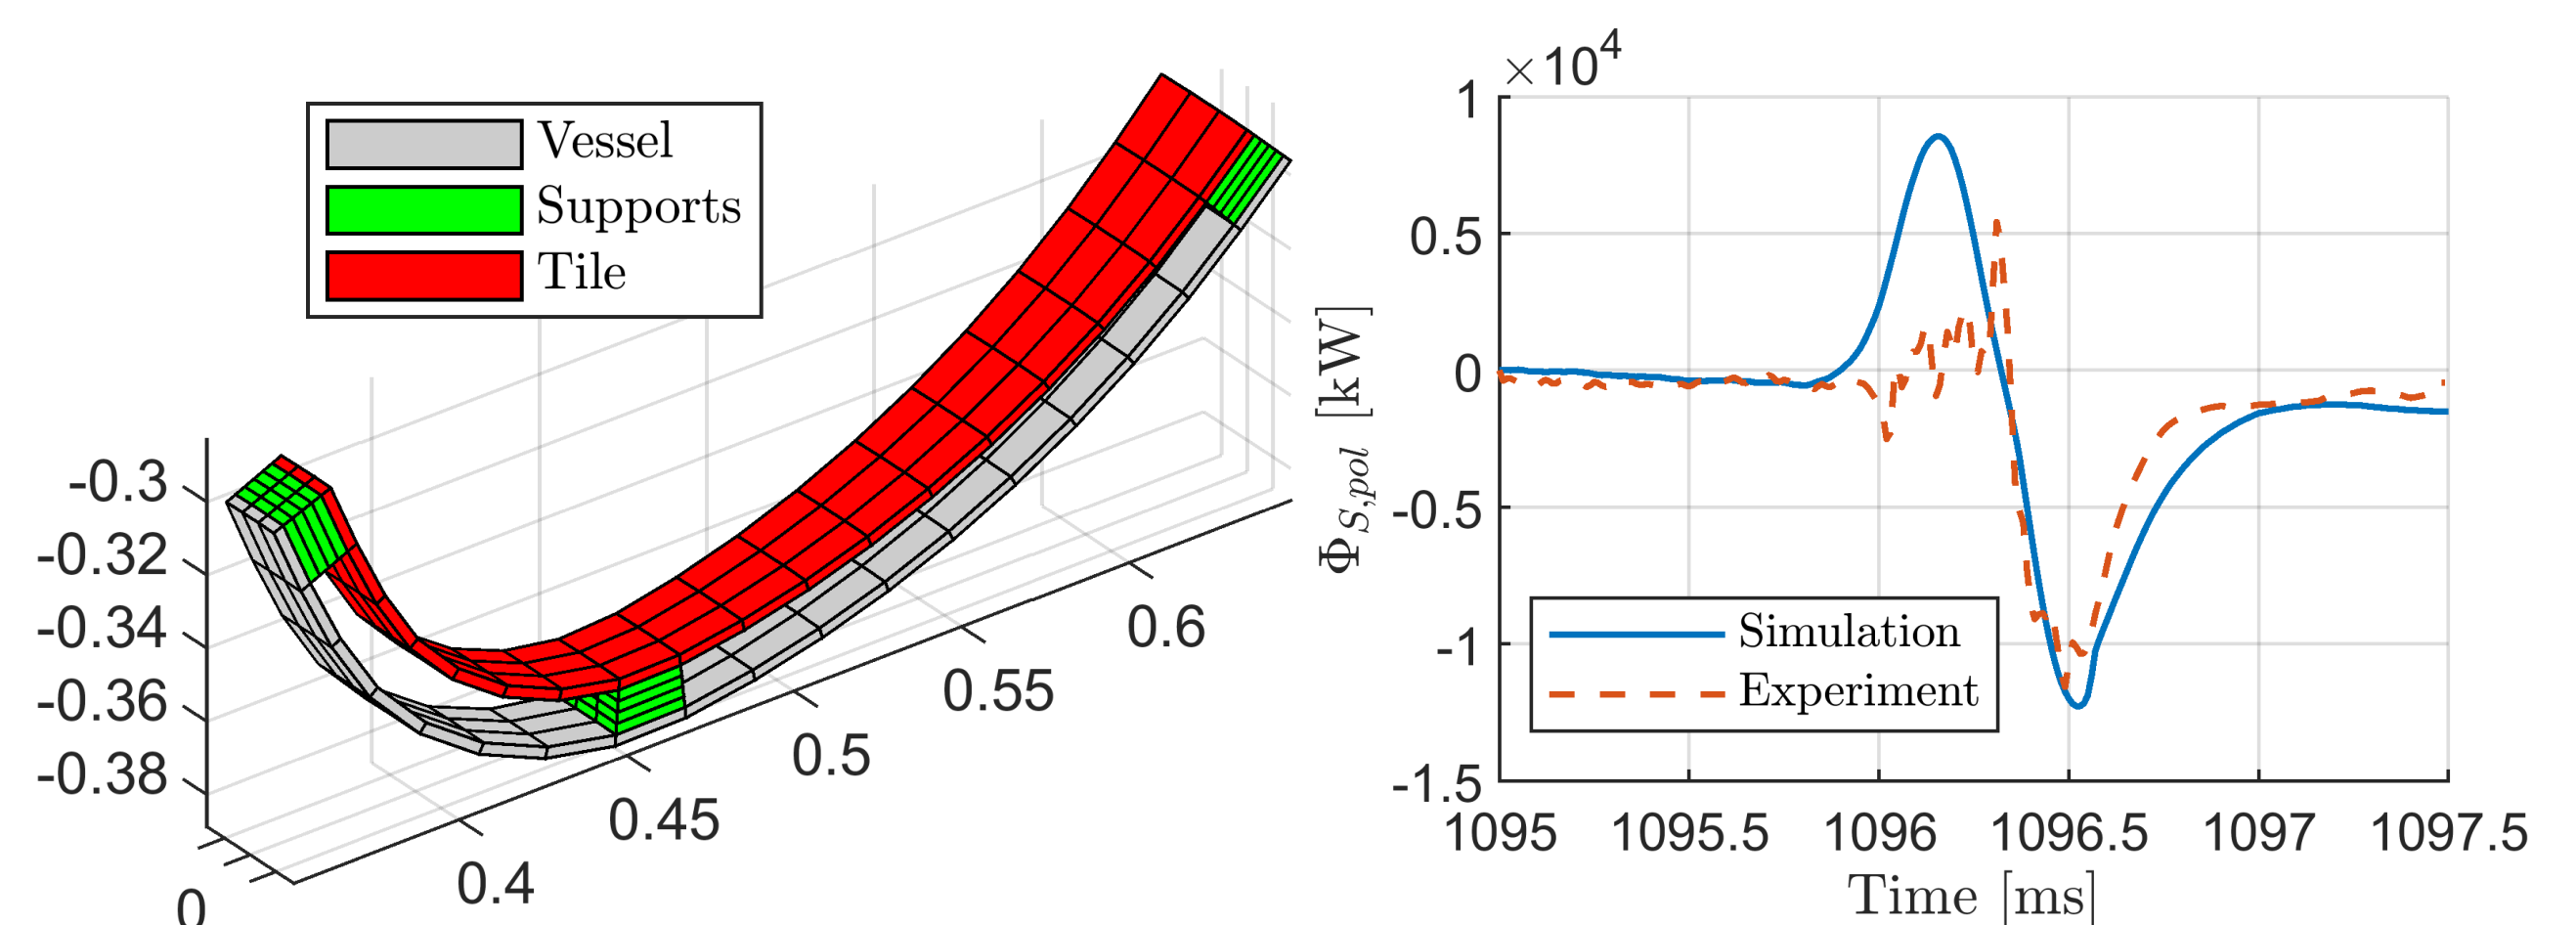 Vessel
Supports
Tile
-0.3
-0.32
-0.34
-0.36
-0.38
0
0.4
0.45
0.5
0.55
0.6
×10^4
1
0.5
0
-0.5
-1
-1.5
Φ_{S,pol} [kW]
Simulation
Experiment
1095 1095.5 1096 1096.5 1097 1097.5
Time [ms]